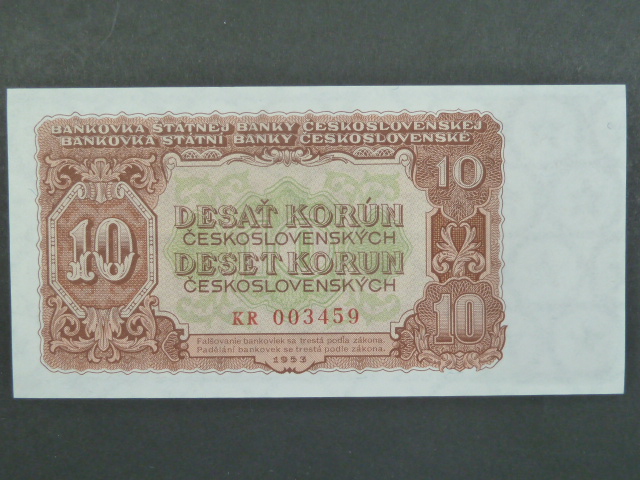 BANKOVKA ŠTÁTNEJ BANKY ČESKOSLOVENSKEJ
BANKOVKA STÁTNÍ BANKY ČESKOSLOVENSKÉ
10
10
DESAŤ KORÚN
ČESKOSLOVENSKÝCH
DESET KORUN
ČESKOSLOVENSKÝCH
KR 003459
10
Falšovanie bankoviek sa trestá podľa zákona.
Padělání bankovek se trestá podle zákona.
1953